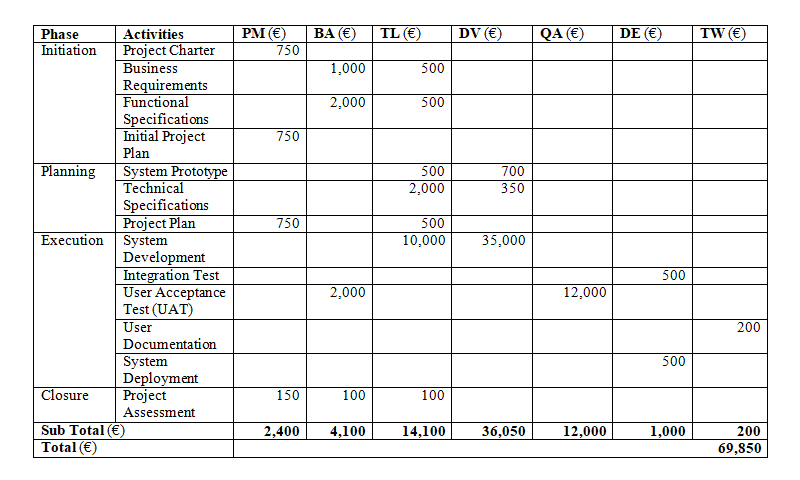 Phase Activities PM (€) BA (€) TL (€) DV (€) QA (€) DE (€) TW (€)
Initiation Project Charter 750
Business Requirements 1,000 500
Functional Specifications 2,000 500
Initial Project Plan 750
Planning System Prototype 500 700
Technical Specifications 2,000 350
Project Plan 750 500
Execution System Development 10,000 35,000
Integration Test 500
User Acceptance Test (UAT) 2,000 12,000
User Documentation 200
System Deployment 500
Closure Project Assessment 150 100 100
Sub Total (€) 2,400 4,100 14,100 36,050 12,000 1,000 200
Total (€) 69,850